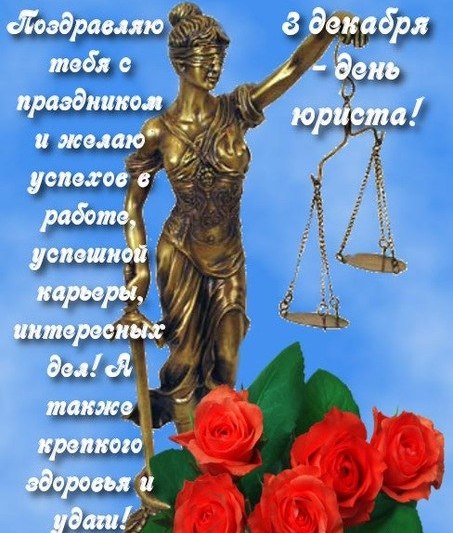 Поздравляю
тебя с
праздником
и желаю
успехов в
работе,
успешной
карьеры,
интересных
дел! Я
также
крепкого
здоровья и
удачи!
3 декабря
- день
юриста!